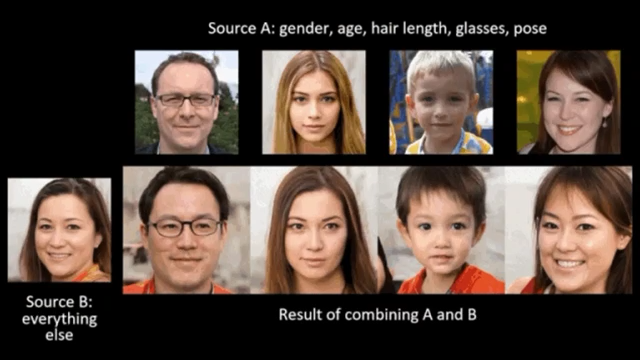 Source A: gender, age, hair length, glasses, pose
Source B:
everything
else
Result of combining A and B